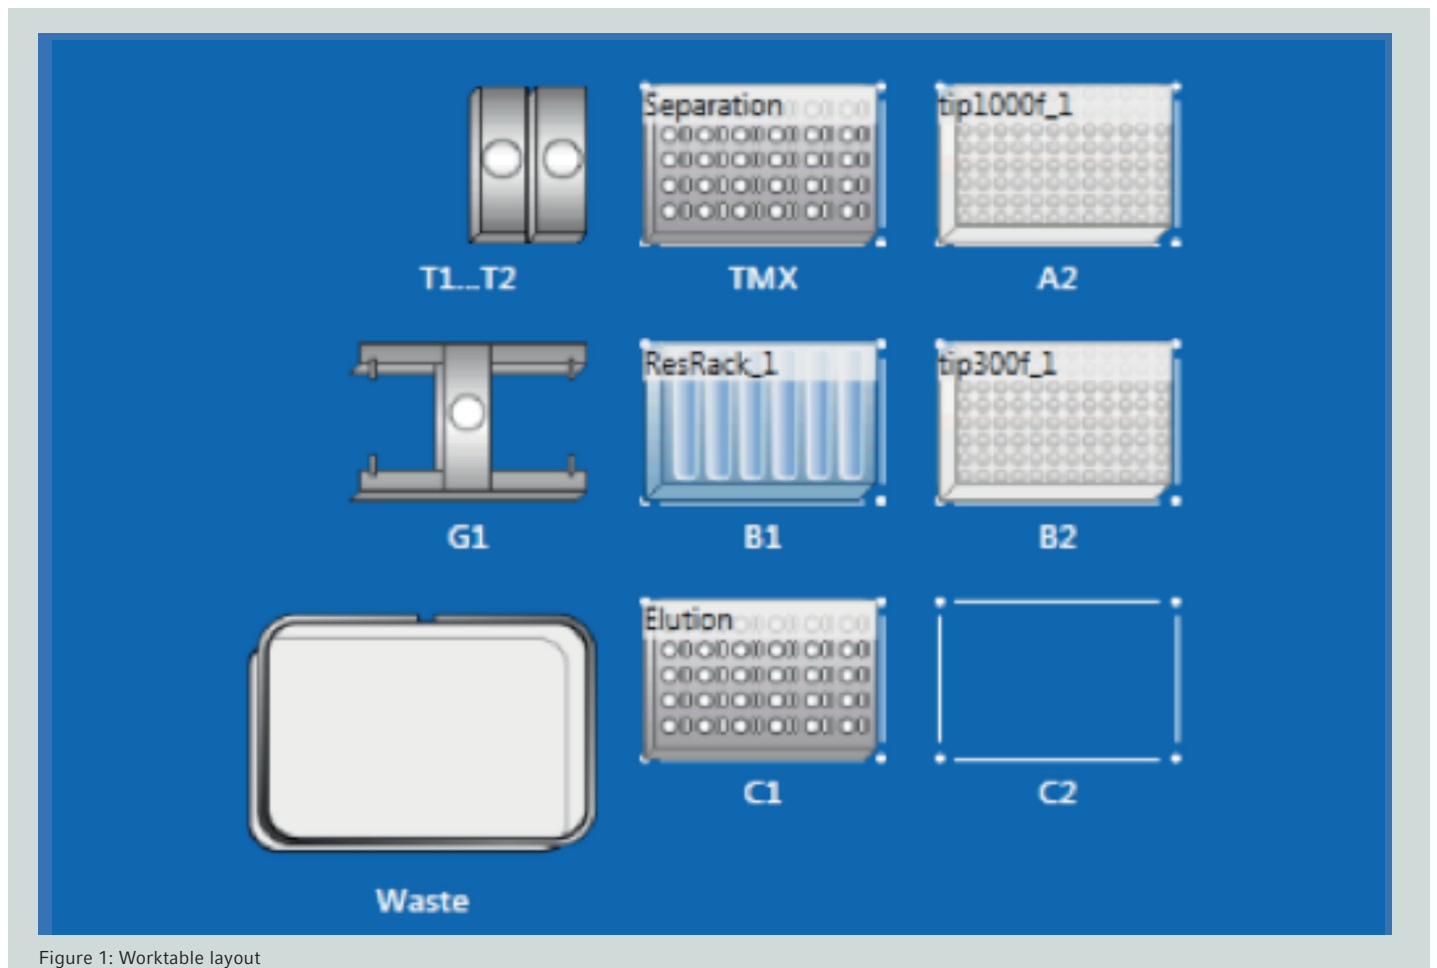 Separation
tip1000f_1
T1...T2
TMX
A2
ResRack_1
tip300f_1
G1
B1
B2
Elution
C1
C2
Waste
Figure 1: Worktable layout